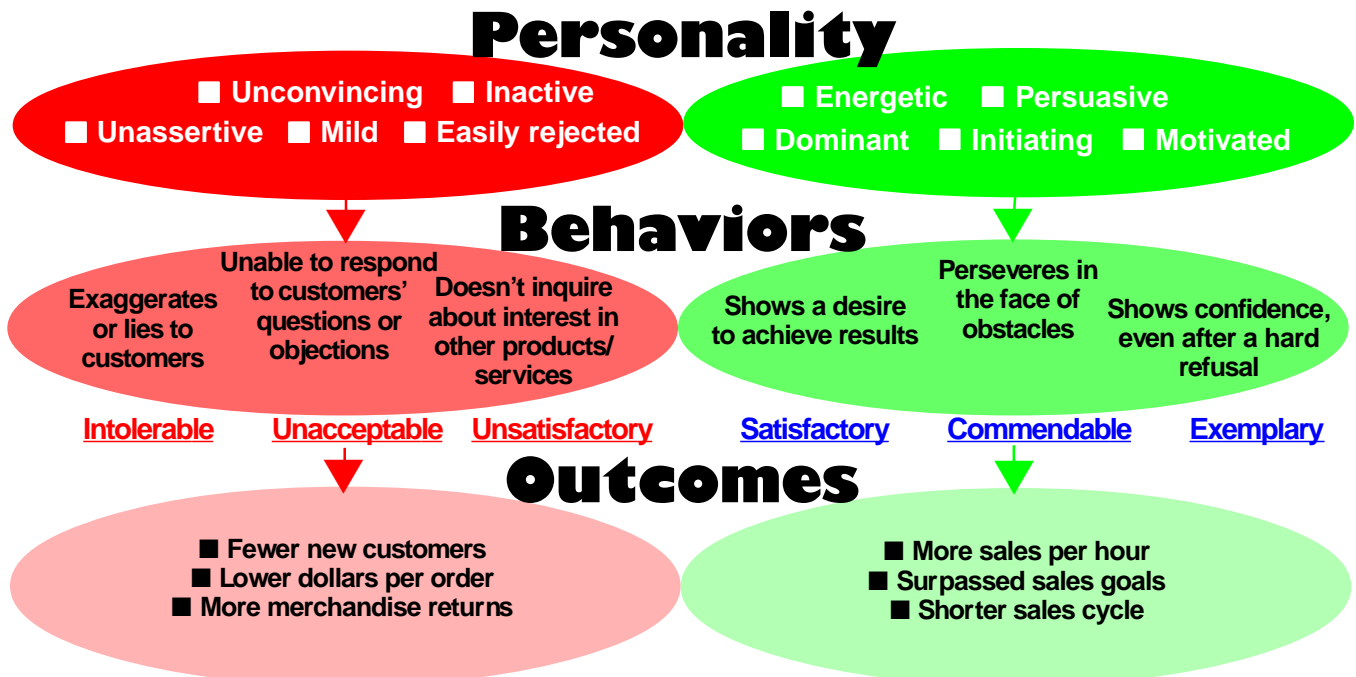 Personality
■ Unconvincing ■ Inactive
■ Unassertive ■ Mild ■ Easily rejected
■ Energetic ■ Persuasive
■ Dominant ■ Initiating ■ Motivated
Behaviors
Exaggerates
or lies to
customers
Unable to respond
to customers’
questions or
objections
Doesn’t inquire
about interest in
other products/
services
Shows a desire
to achieve results
Perseveres in
the face of
obstacles
Shows confidence,
even after a hard
refusal
Intolerable Unacceptable Unsatisfactory
Satisfactory Commendable Exemplary
Outcomes
■ Fewer new customers
■ Lower dollars per order
■ More merchandise returns
■ More sales per hour
■ Surpassed sales goals
■ Shorter sales cycle